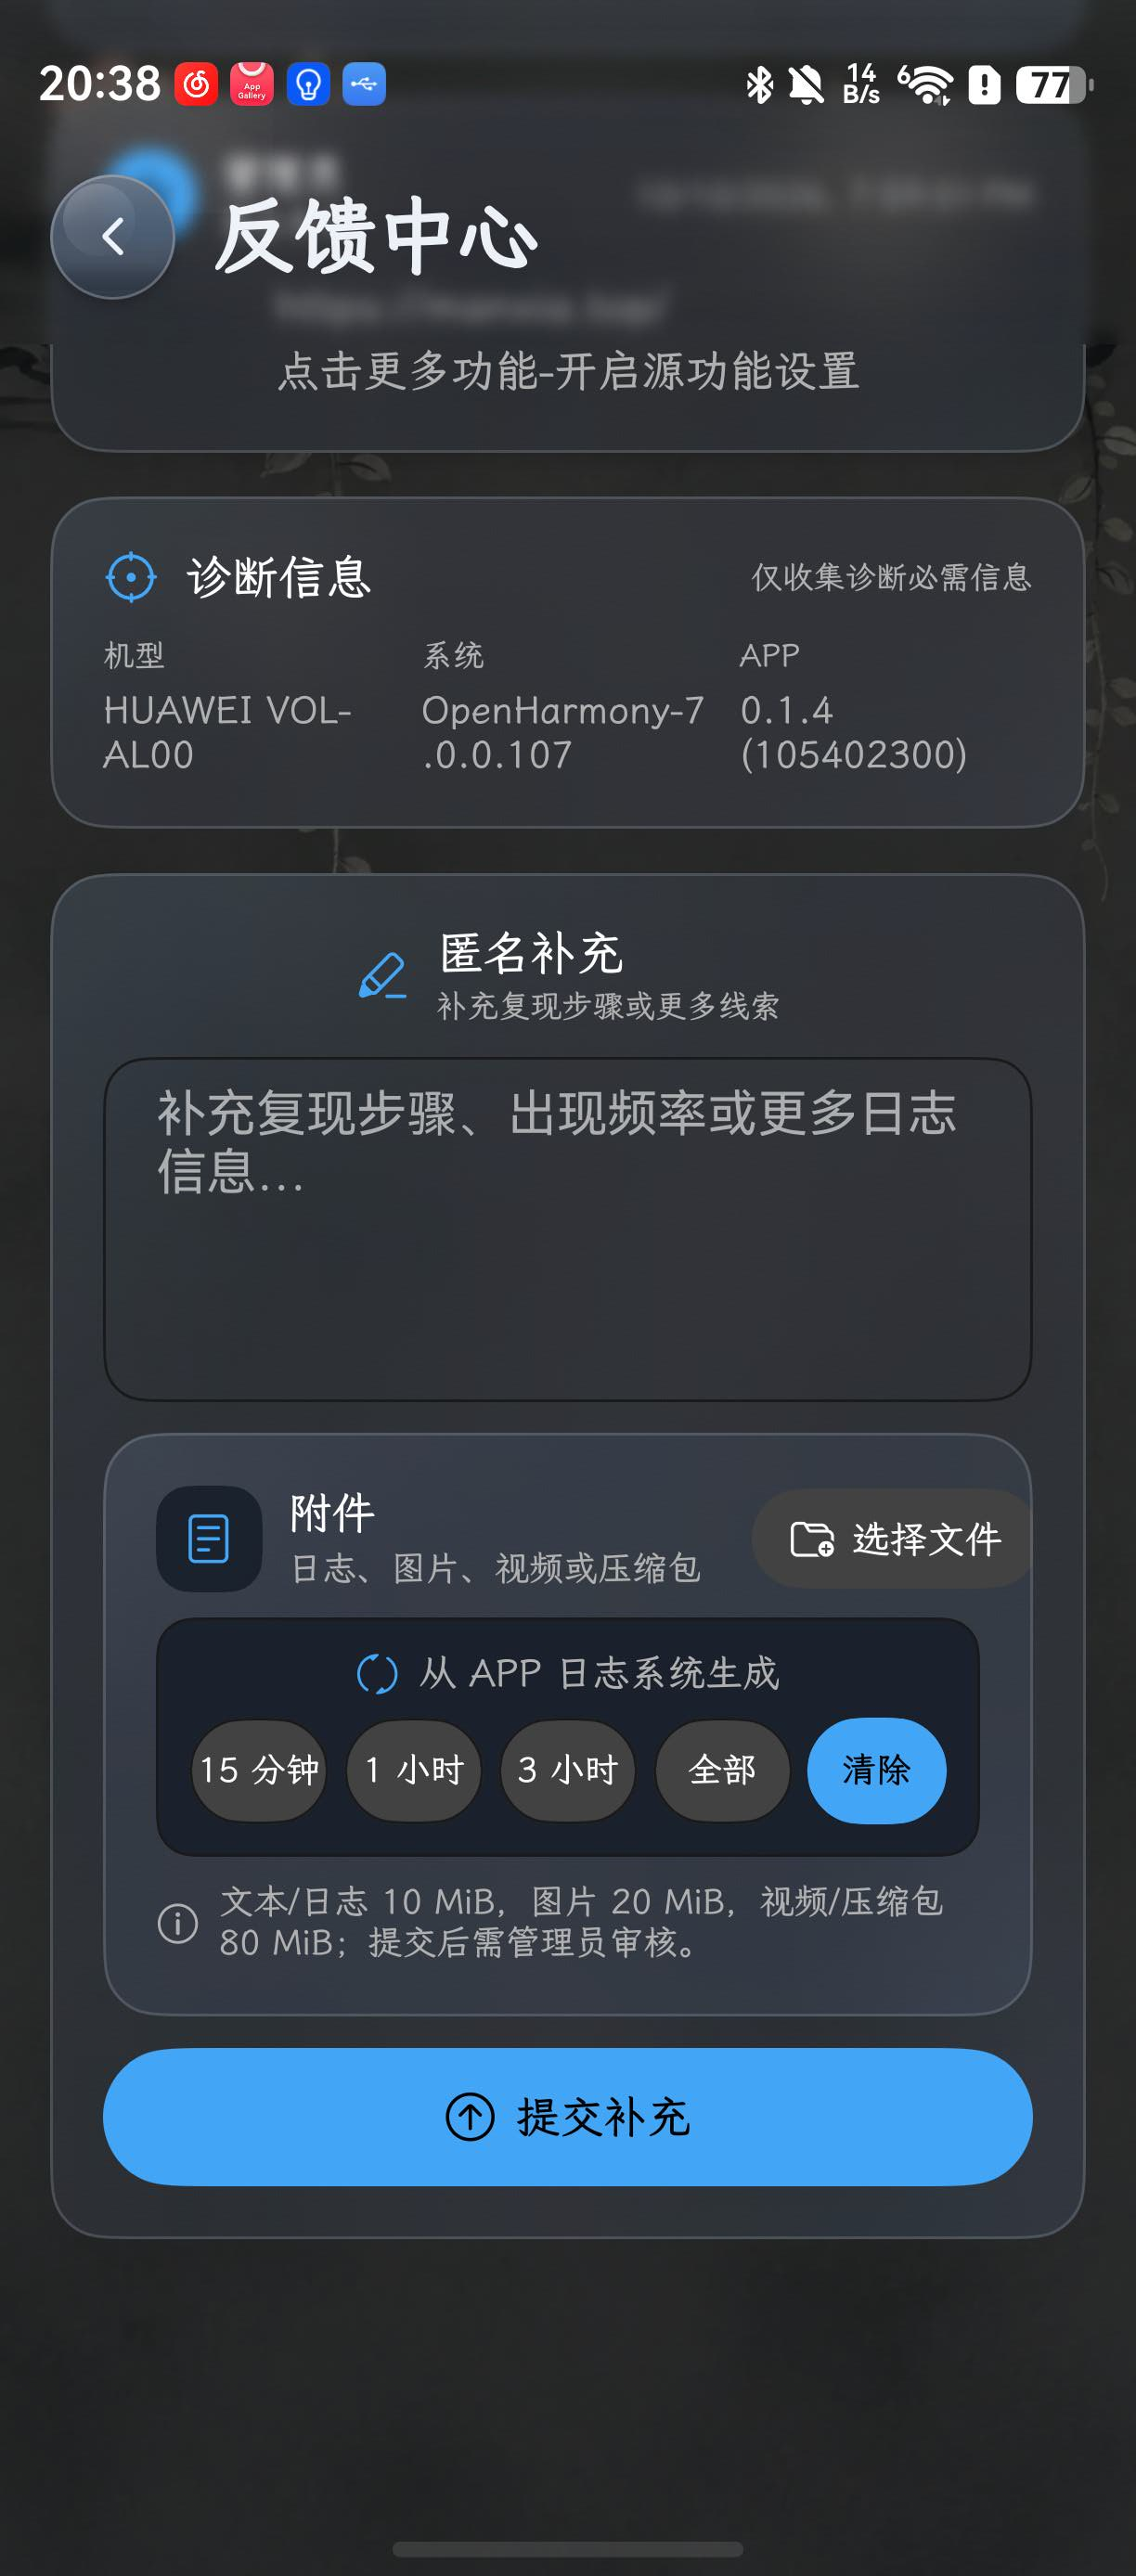 20:38
App
Gallery
14
B/s
6
77
反馈中心
点击更多功能-开启源功能设置
诊断信息
仅收集诊断必需信息
机型
系统
APP
HUAWEI VOL-
AL00
OpenHarmony-7
.0.0.107
0.1.4
(105402300)
匿名补充
补充复现步骤或更多线索
补充复现步骤、出现频率或更多日志
信息...
附件
日志、图片、视频或压缩包
选择文件
从 APP 日志系统生成
15 分钟
1 小时
3 小时
全部
清除
文本/日志 10 MiB，图片 20 MiB，视频/压缩包
80 MiB；提交后需管理员审核。
提交补充